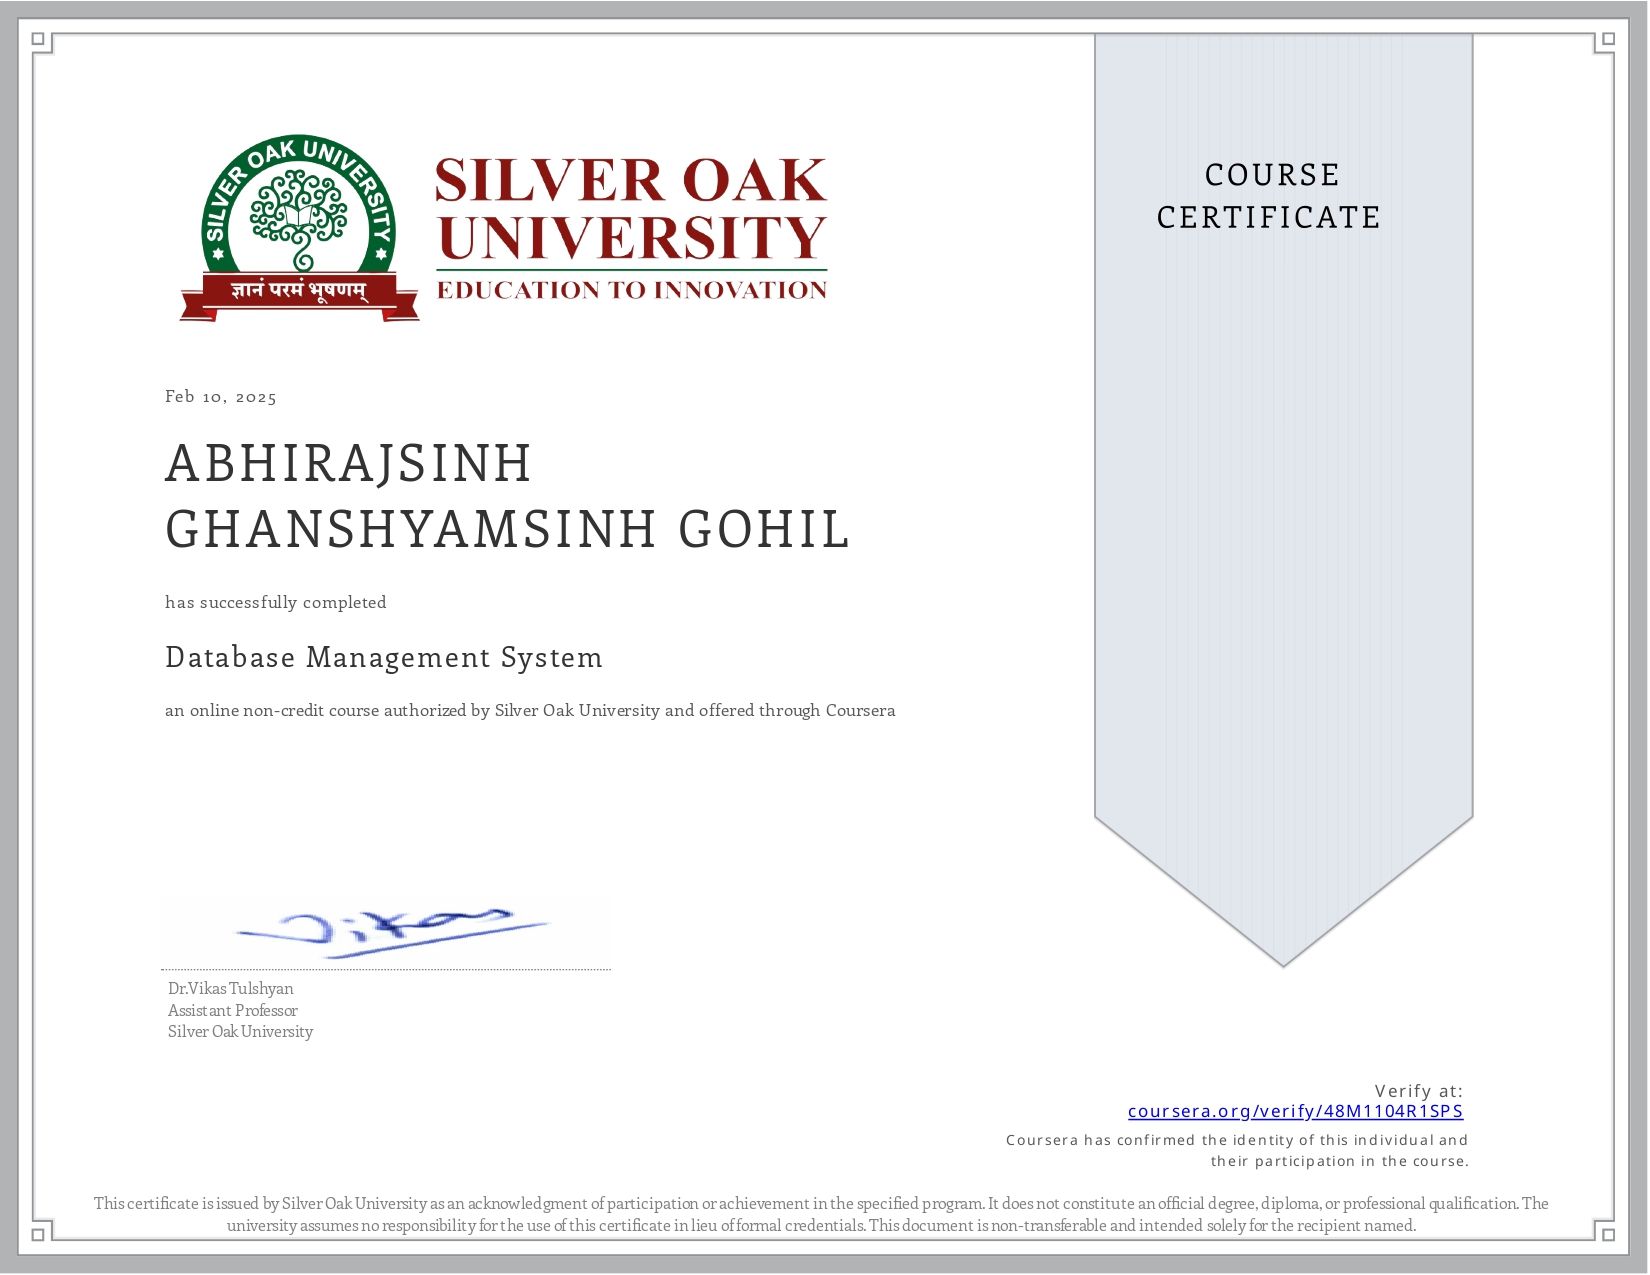 SILVER OAK UNIVERSITY
ज्ञानं परमं भूषणम्
SILVER OAK
UNIVERSITY
EDUCATION TO INNOVATION
COURSE
CERTIFICATE
Feb 10, 2025
ABHIRAJSINH
GHANSHYAMSINH GOHIL
has successfully completed
Database Management System
an online non-credit course authorized by Silver Oak University and offered through Coursera
Vikas
Dr.Vikas Tulshyan
Assistant Professor
Silver Oak University
Verify at:
coursera.org/verify/48M1104R1SPS
Coursera has confirmed the identity of this individual and
their participation in the course.
This certificate is issued by Silver Oak University as an acknowledgment of participation or achievement in the specified program. It does not constitute an official degree, diploma, or professional qualification. The
university assumes no responsibility for the use of this certificate in lieu of formal credentials. This document is non-transferable and intended solely for the recipient named.